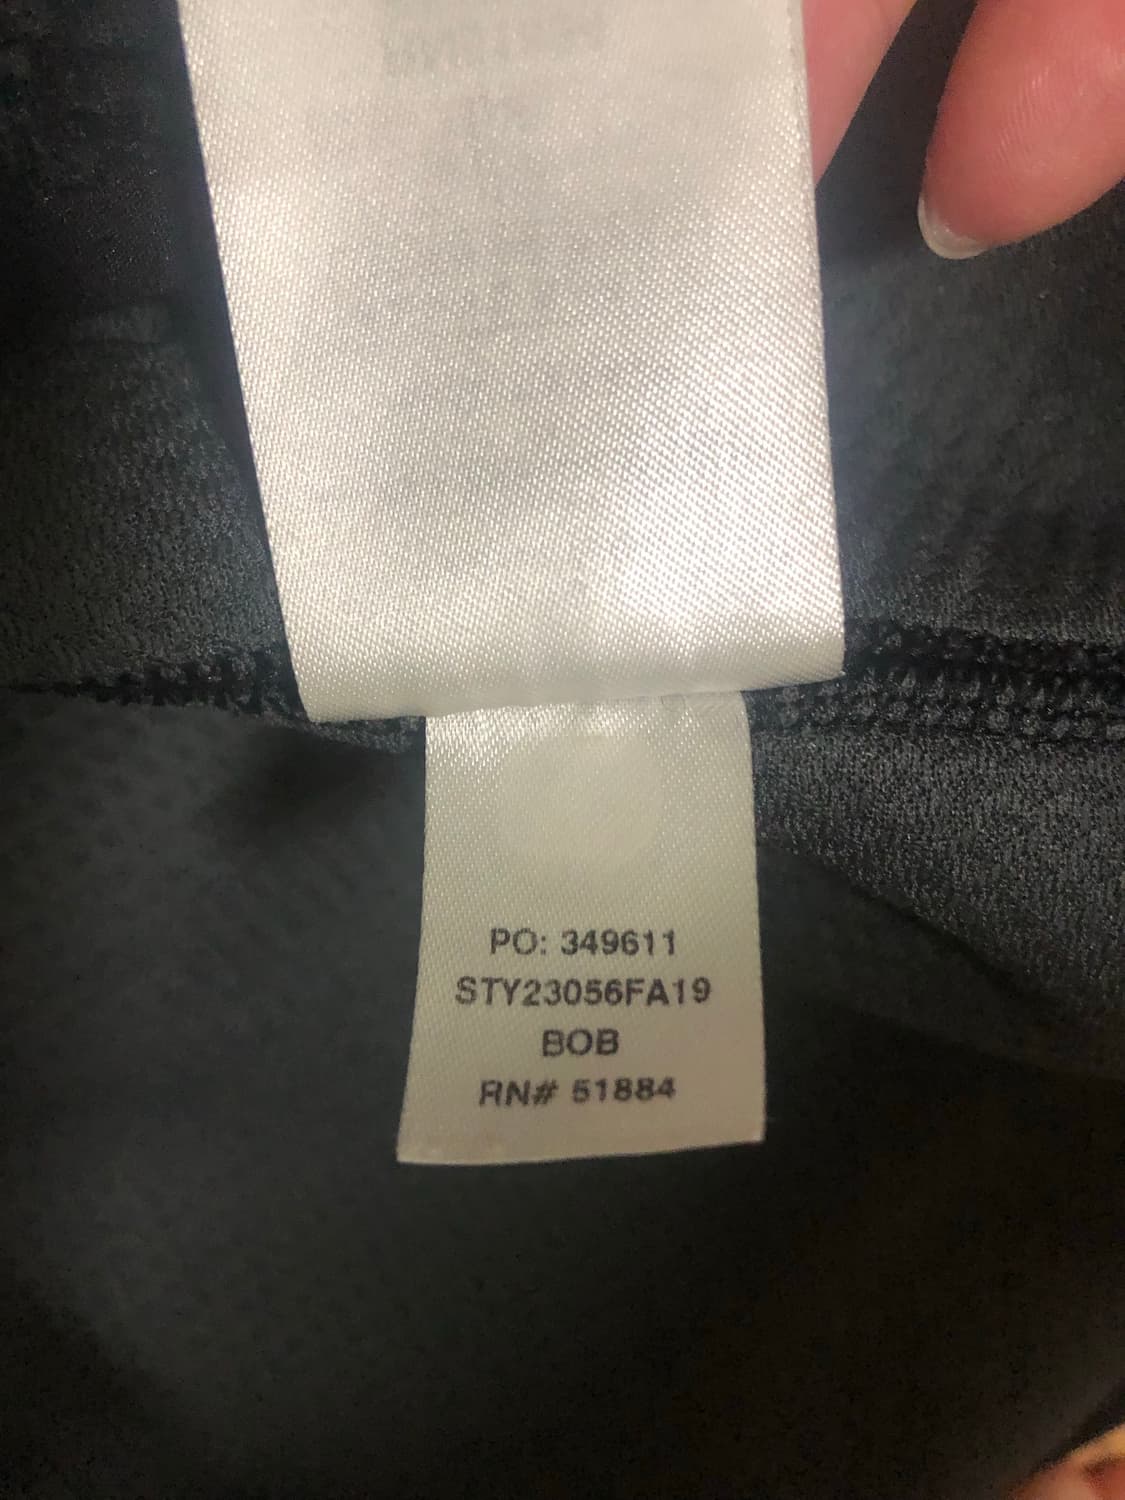 PO: 349611
STY23056FA19
BOB
RN# 51884